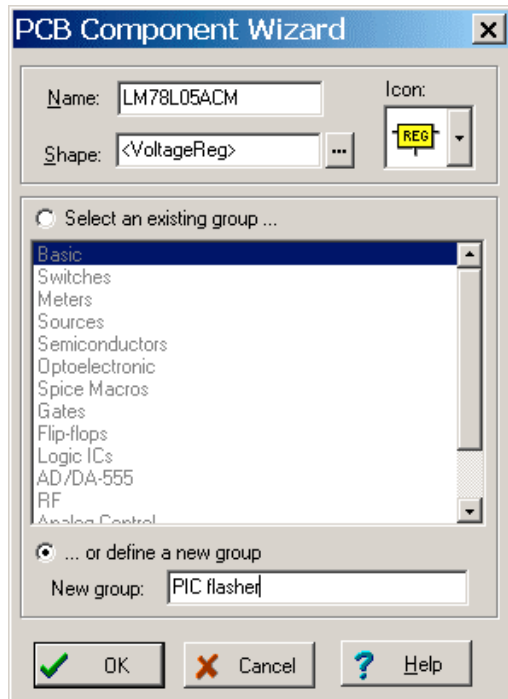 PCB Component Wizard
Name: LM78L05ACM
Icon:
REG
Shape: <VoltageReg> ...
Select an existing group ...
Basic
Switches
Meters
Sources
Semiconductors
Optoelectronic
Spice Macros
Gates
Flip-flops
Logic ICs
AD/DA-555
RF
Analog Control
... or define a new group
New group: PIC flasher
OK Cancel ? Help